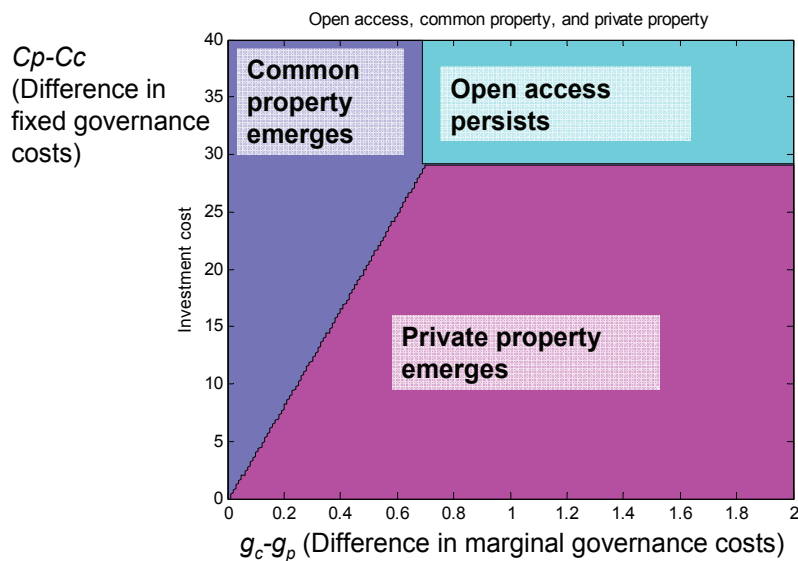 Open access, common property, and private property
Cp-Cc
(Difference in
fixed governance
costs)
Investment cost
40
35
30
25
20
15
10
5
0
Common
property
emerges
Open access
persists
Private property
emerges
0 0.2 0.4 0.6 0.8 1 1.2 1.4 1.6 1.8 2
gc-gp (Difference in marginal governance costs)